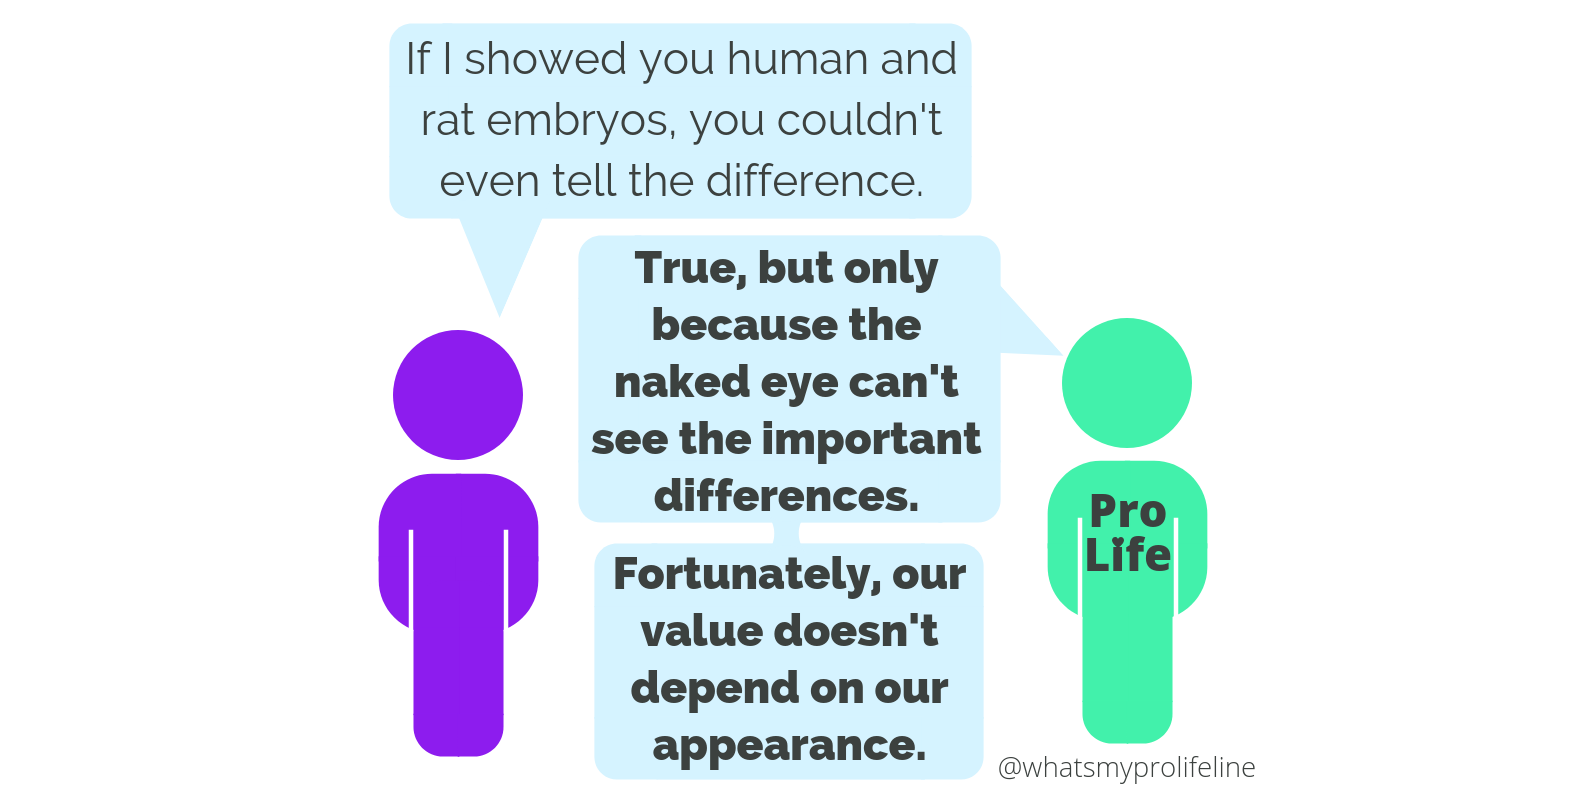 If I showed you human and
rat embryos, you couldn't
even tell the difference.
True, but only
because the
naked eye can't
see the important
differences.
Fortunately, our
value doesn't
depend on our
appearance.
Pro
Life
@whatsmyprolifeline